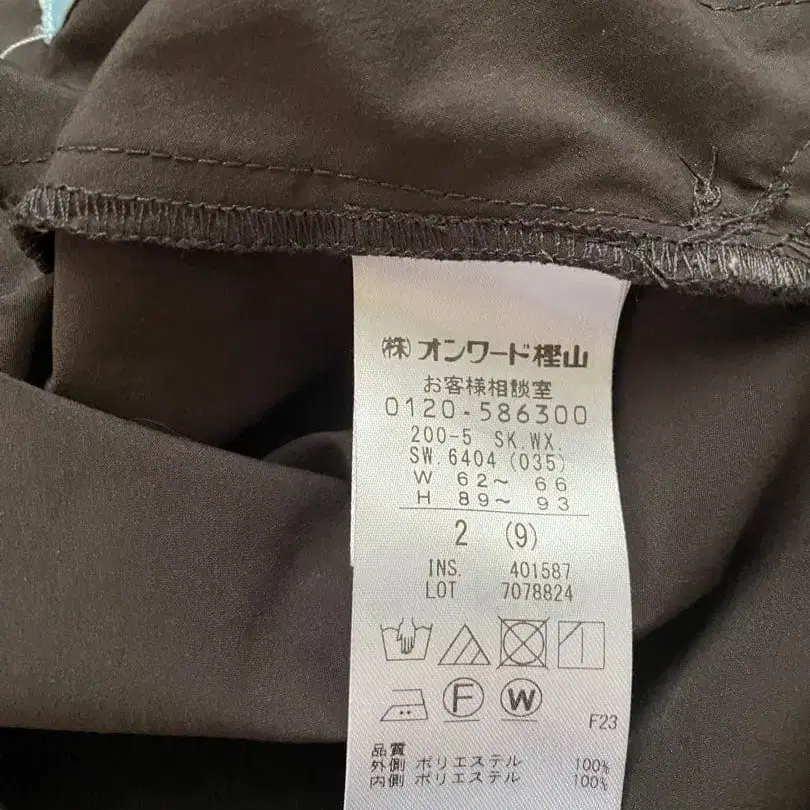 ㈱オンワード樫山
お客様相談室
0120-586300
200-5 SK.WX.
SW.6404 (035)
W 62～ 66
H 89～ 93
2 (9)
INS. 401587
LOT 7078824
F W
F23
品質
外側 ポリエステル 100%
内側 ポリエステル 100%